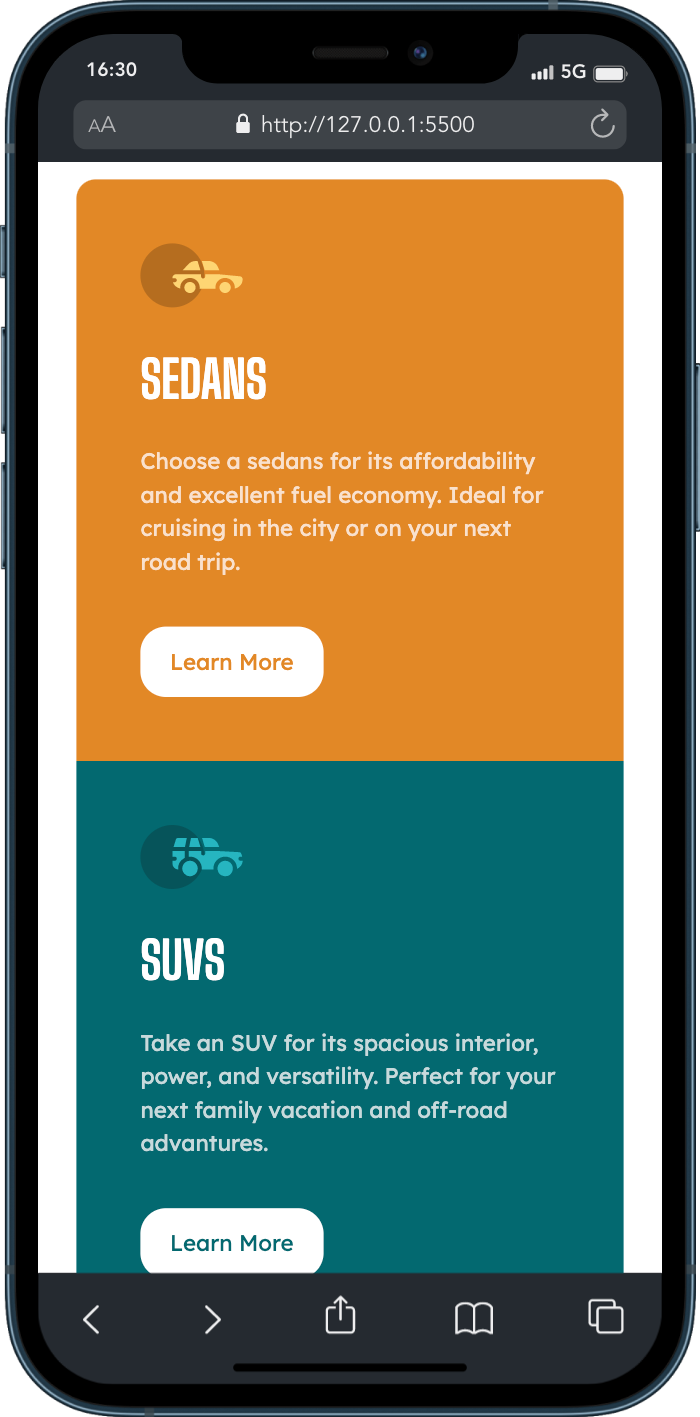 16:30
5G
AA
http://127.0.0.1:5500
SEDANS
Choose a sedans for its affordability
and excellent fuel economy. Ideal for
cruising in the city or on your next
road trip.
Learn More
SUVS
Take an SUV for its spacious interior,
power, and versatility. Perfect for your
next family vacation and off-road
advantures.
Learn More